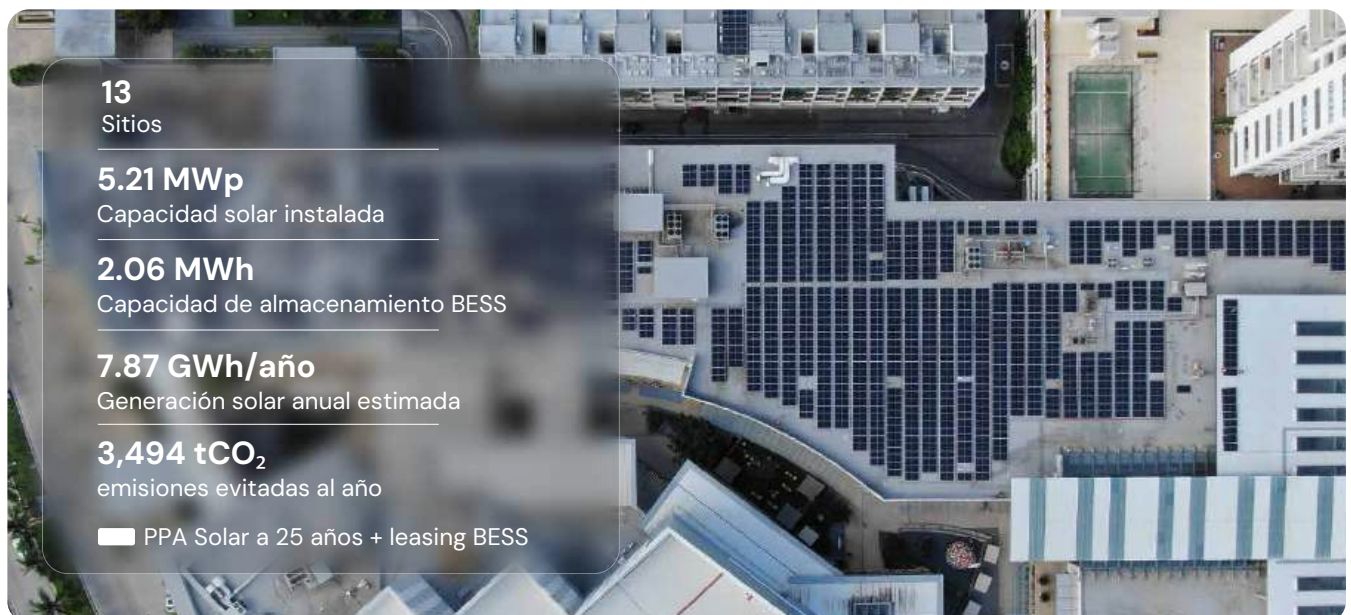 13
Sitios
5.21 MWp
Capacidad solar instalada
2.06 MWh
Capacidad de almacenamiento BESS
7.87 GWh/año
Generación solar anual estimada
3,494 tCO₂
emisiones evitadas al año
PPA Solar a 25 años + leasing BESS